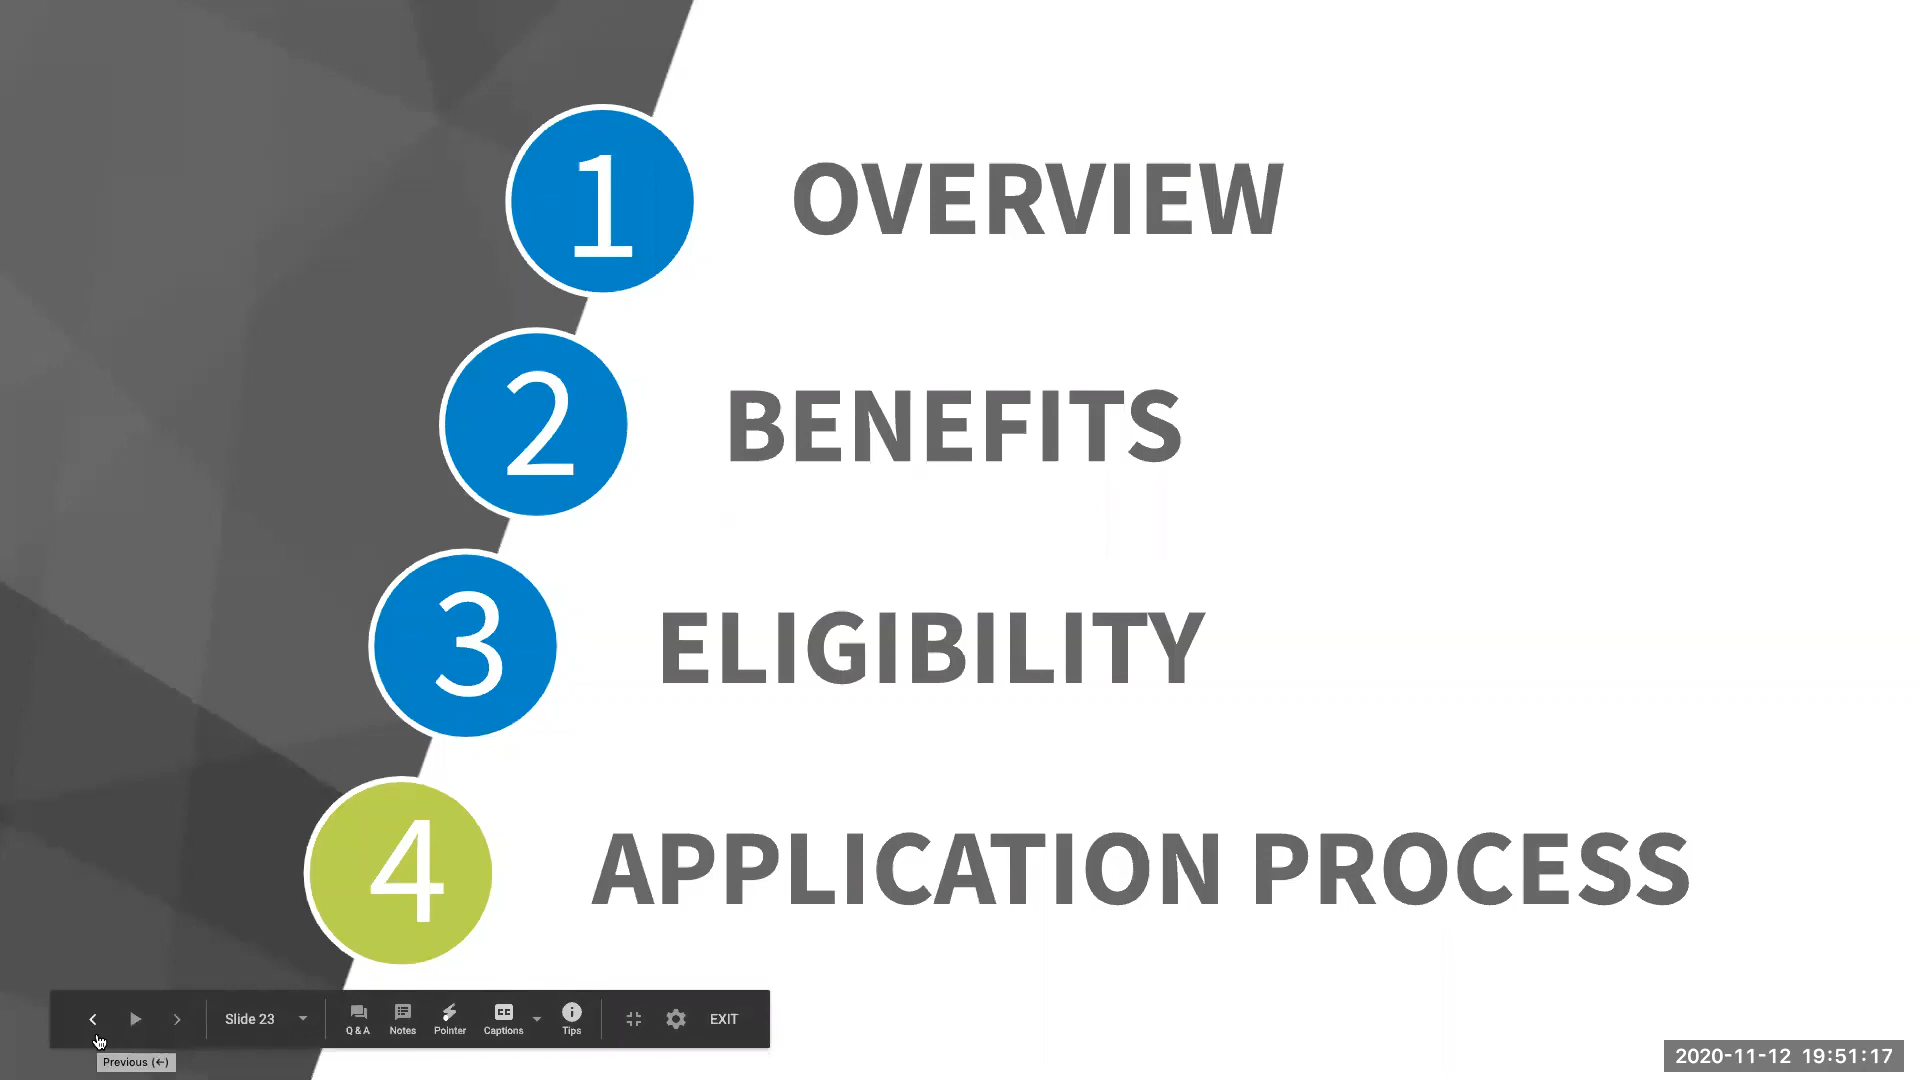 1 OVERVIEW
2 BENEFITS
3 ELIGIBILITY
4 APPLICATION PROCESS
Slide 23 Q & A Notes Pointer CC Captions Tips EXIT
Previous (←)
2020-11-12 19:51:17